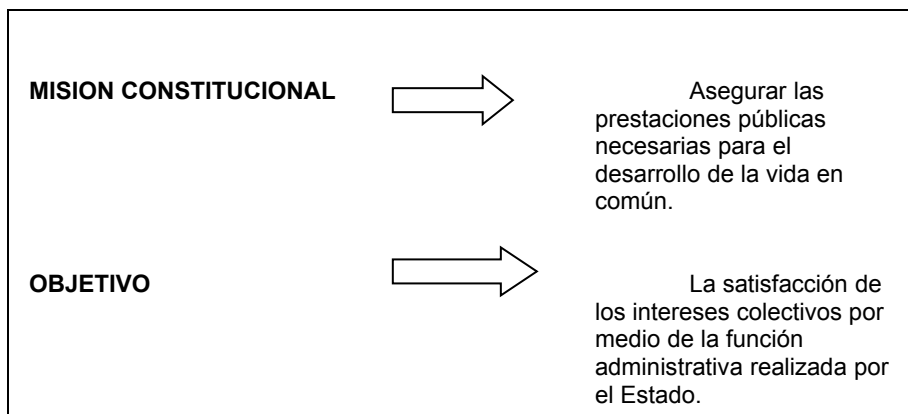 MISION CONSTITUCIONAL
Asegurar las
prestaciones públicas
necesarias para el
desarrollo de la vida en
común.
OBJETIVO
La satisfacción de
los intereses colectivos por
medio de la función
administrativa realizada por
el Estado.